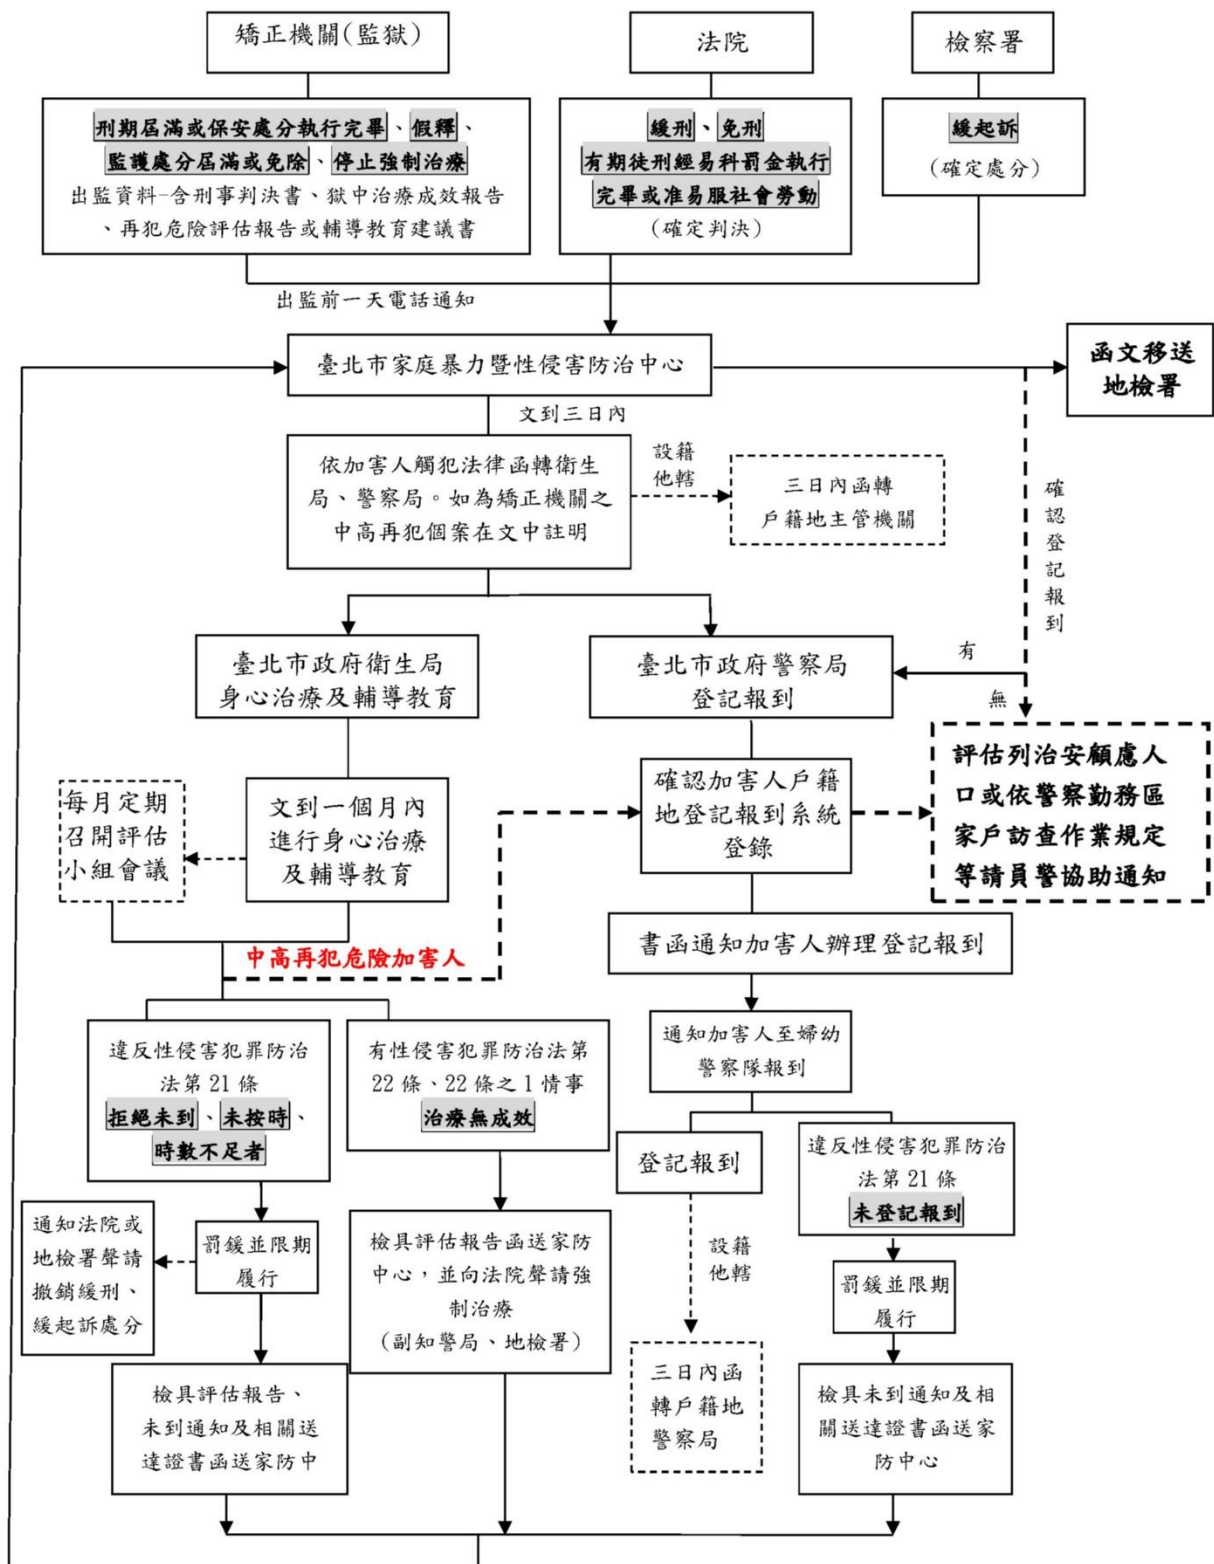 矯正機關(監獄)
法院
檢察署
刑期屆滿或保安處分執行完畢、假釋、
監護處分屆滿或免除、停止強制治療
出監資料-含刑事判決書、獄中治療成效報告
、再犯危險評估報告或輔導教育建議書
緩刑、免刑
有期徒刑經易科罰金執行
完畢或准易服社會勞動
(確定判決)
緩起訴
(確定處分)
出監前一天電話通知
臺北市家庭暴力暨性侵害防治中心
函文移送
地檢署
文到三日內
依加害人觸犯法律函轉衛生
局、警察局。如為矯正機關之
中高再犯個案在文中註明
設籍
他轄
三日內函轉
戶籍地主管機關
確認登記報到
臺北市政府衛生局
身心治療及輔導教育
臺北市政府警察局
登記報到
有
無
每月定期
召開評估
小組會議
文到一個月內
進行身心治療
及輔導教育
確認加害人戶籍
地登記報到系統
登錄
評估列治安顧慮人
口或依警察勤務區
家戶訪查作業規定
等請員警協助通知
中高再犯危險加害人
書函通知加害人辦理登記報到
違反性侵害犯罪防治
法第 21 條
拒絕未到、未按時、
時數不足者
有性侵害犯罪防治法第
22 條、22 條之 1 情事
治療無成效
通知加害人至婦幼
警察隊報到
登記報到
違反性侵害犯罪防治
法第 21 條
未登記報到
通知法院或
地檢署聲請
撤銷緩刑、
緩起訴處分
罰鍰並限期
履行
檢具評估報告函送家防
中心，並向法院聲請強
制治療
(副知警局、地檢署)
設籍
他轄
罰鍰並限期
履行
檢具評估報告、
未到通知及相關送
達證書函送家防中
三日內函
轉戶籍地
警察局
檢具未到通知及相
關送達證書函送家
防中心